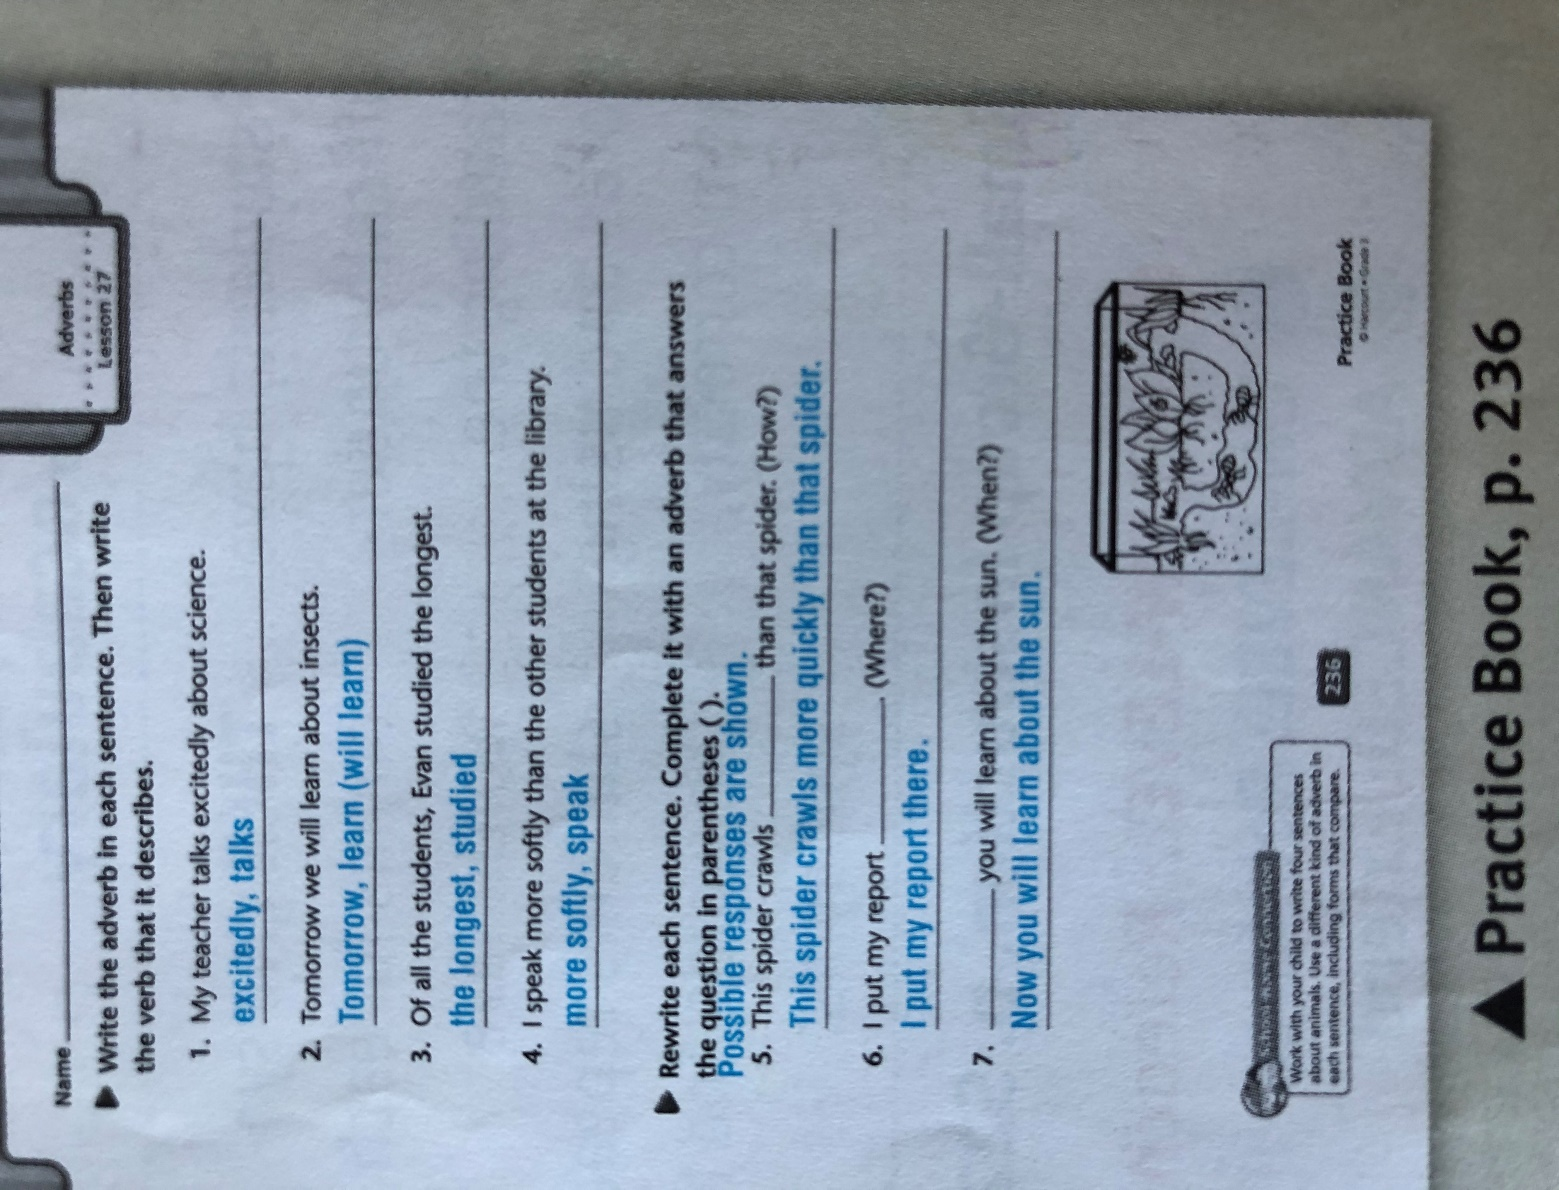 Adverbs
Lesson 27
Name
Write the adverb in each sentence. Then write
the verb that it describes.
1. My teacher talks excitedly about science.
excitedly, talks
2. Tomorrow we will learn about insects.
Tomorrow, learn (will learn)
3. Of all the students, Evan studied the longest.
the longest, studied
4. I speak more softly than the other students at the library.
more softly, speak
Rewrite each sentence. Complete it with an adverb that answers
the question in parentheses ( ).
Possible responses are shown.
5. This spider crawls ________ than that spider. (How?)
This spider crawls more quickly than that spider.
6. I put my report ________. (Where?)
I put my report there.
7. ________ you will learn about the sun. (When?)
Now you will learn about the sun.
Work with your child to write four sentences
about animals. Use a different kind of adverb in
each sentence, including forms that compare.
236
Practice Book
© Harcourt • Grade 3
▲ Practice Book, p. 236